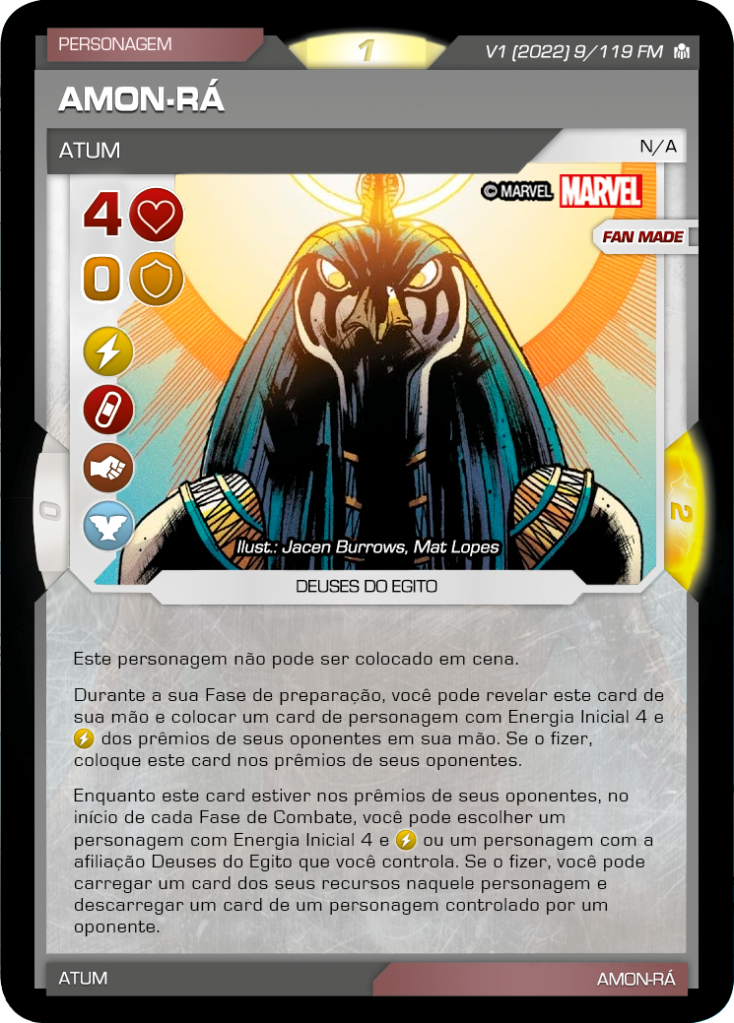 PERSONAGEM
1
V1 (2022) 9/119 FM
AMON-RÁ
ATUM
N/A
© MARVEL MARVEL
4
FAN MADE
0
0
2
Ilust.: Jacen Burrows, Mat Lopes
DEUSES DO EGITO
Este personagem não pode ser colocado em cena.
Durante a sua Fase de preparação, você pode revelar este card de
sua mão e colocar um card de personagem com Energia Inicial 4 e
dos prêmios de seus oponentes em sua mão. Se o fizer,
coloque este card nos prêmios de seus oponentes.
Enquanto este card estiver nos prêmios de seus oponentes, no
início de cada Fase de Combate, você pode escolher um
personagem com Energia Inicial 4 e ou um personagem com a
afiliação Deuses do Egito que você controla. Se o fizer, você pode
carregar um card dos seus recursos naquele personagem e
descarregar um card de um personagem controlado por um
oponente.
ATUM
AMON-RÁ